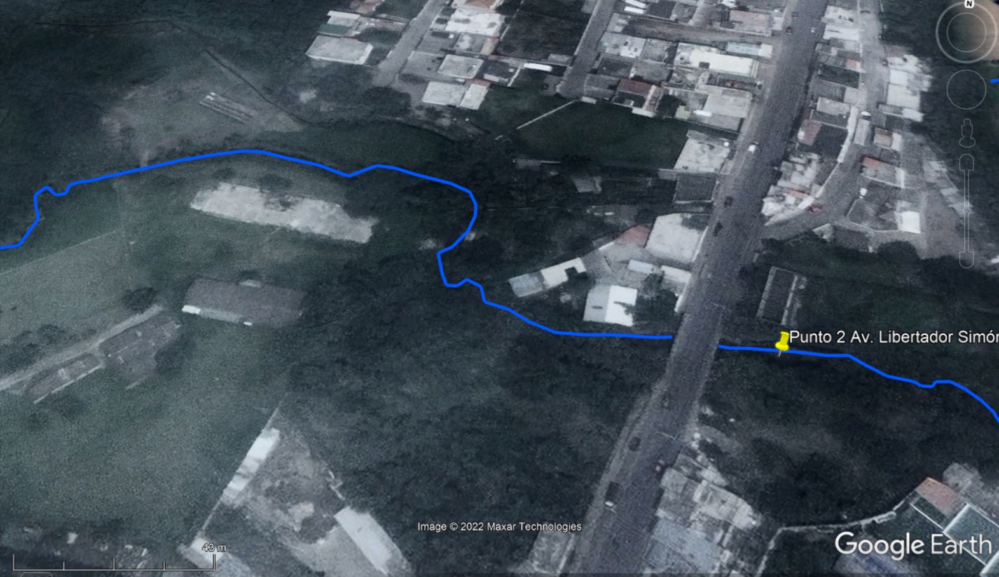 N
Punto 2 Av. Libertador Simón
Image © 2022 Maxar Technologies
43 m
Google Earth